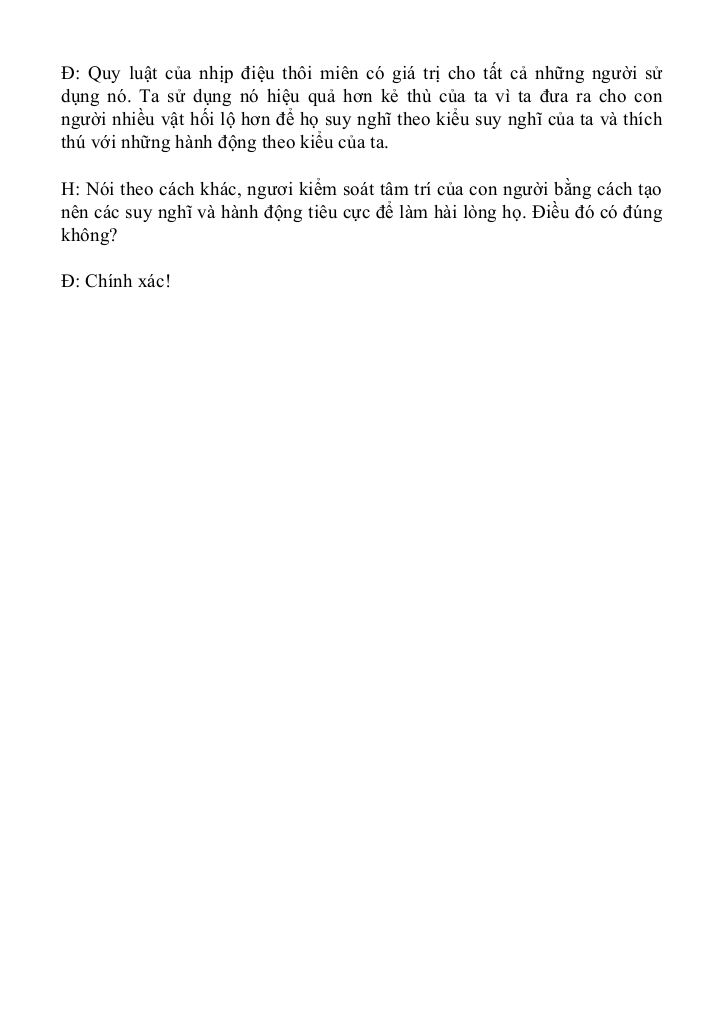 Đ: Quy luật của nhịp điệu thôi miên có giá trị cho tất cả những người sử
dụng nó. Ta sử dụng nó hiệu quả hơn kẻ thù của ta vì ta đưa ra cho con
người nhiều vật hối lộ hơn để họ suy nghĩ theo kiểu suy nghĩ của ta và thích
thú với những hành động theo kiểu của ta.
H: Nói theo cách khác, ngươi kiểm soát tâm trí của con người bằng cách tạo
nên các suy nghĩ và hành động tiêu cực để làm hài lòng họ. Điều đó có đúng
không?
Đ: Chính xác!